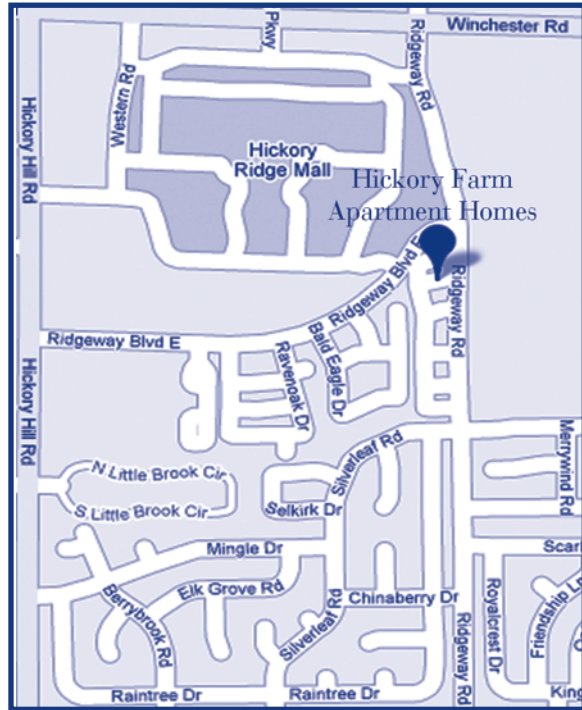 Winchester Rd
Pkwy
Ridgeway Rd
Western Rd
Hickory Hill Rd
Hickory
Ridge Mall
Hickory Farm
Apartment Homes
Ridgeway Blvd E
Ridgeway Rd
Ridgeway Blvd E
Bald Eagle Dr
Ravenoak Dr
Hickory Hill Rd
Silverleaf Rd
Merrywind Rd
N Little Brook Cir
S Little Brook Cir
Selkirk Dr
Mingle Dr
Scar
Elk Grove Rd
Berrybrook Rd
Chinaberry Dr
Silverleaf Rd
Ridgeway Rd
Royalcrest Dr
Friendship L
Raintree Dr
Raintree Dr
King